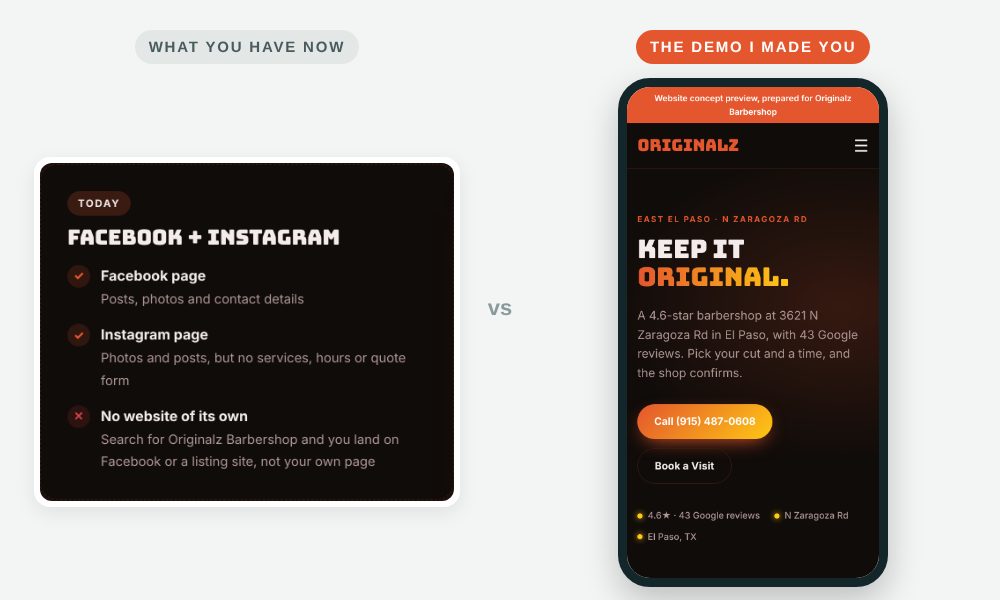 WHAT YOU HAVE NOW
TODAY
FACEBOOK + INSTAGRAM
Facebook page
Posts, photos and contact details
Instagram page
Photos and posts, but no services, hours or quote
form
No website of its own
Search for Originalz Barbershop and you land on
Facebook or a listing site, not your own page
vs
THE DEMO I MADE YOU
Website concept preview, prepared for Originalz
Barbershop
ORIGINALZ
EAST EL PASO · N ZARAGOZA RD
KEEP IT
ORIGINAL.
A 4.6-star barbershop at 3621 N
Zaragoza Rd in El Paso, with 43 Google
reviews. Pick your cut and a time, and
the shop confirms.
Call (915) 487-0608
Book a Visit
4.6★ · 43 Google reviews
N Zaragoza Rd
El Paso, TX